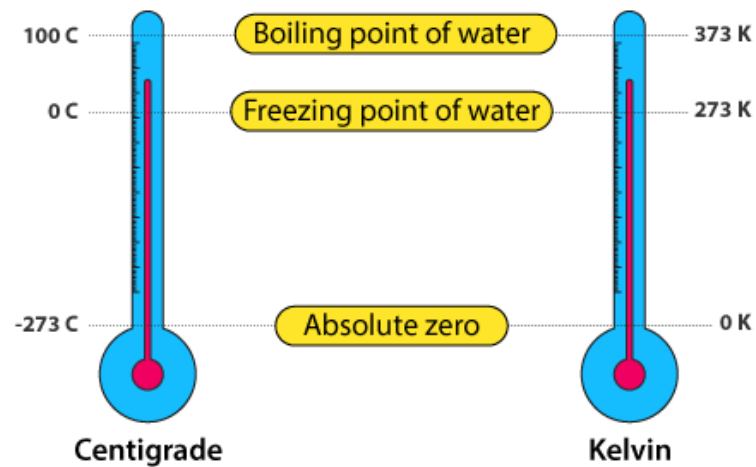 100 C Boiling point of water 373 K
0 C Freezing point of water 273 K
-273 C Absolute zero 0 K
Centigrade Kelvin